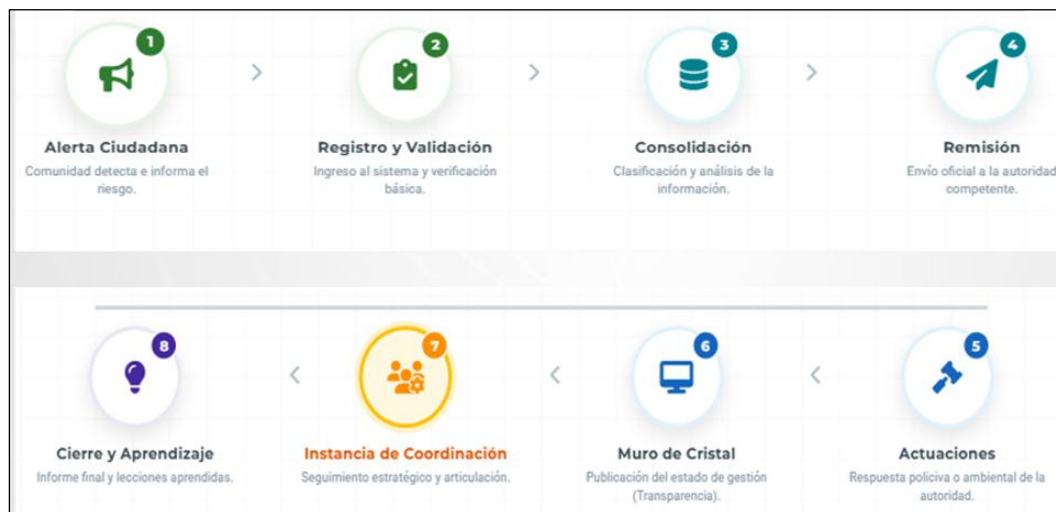 1
Alerta Ciudadana
Comunidad detecta e informa el
riesgo.
2
Registro y Validación
Ingreso al sistema y verificación
básica.
3
Consolidación
Clasificación y análisis de la
información.
4
Remisión
Envío oficial a la autoridad
competente.
8
Cierre y Aprendizaje
Informe final y lecciones aprendidas.
7
Instancia de Coordinación
Seguimiento estratégico y articulación.
6
Muro de Cristal
Publicación del estado de gestión
(Transparencia).
5
Actuaciones
Respuesta policiva o ambiental de la
autoridad.